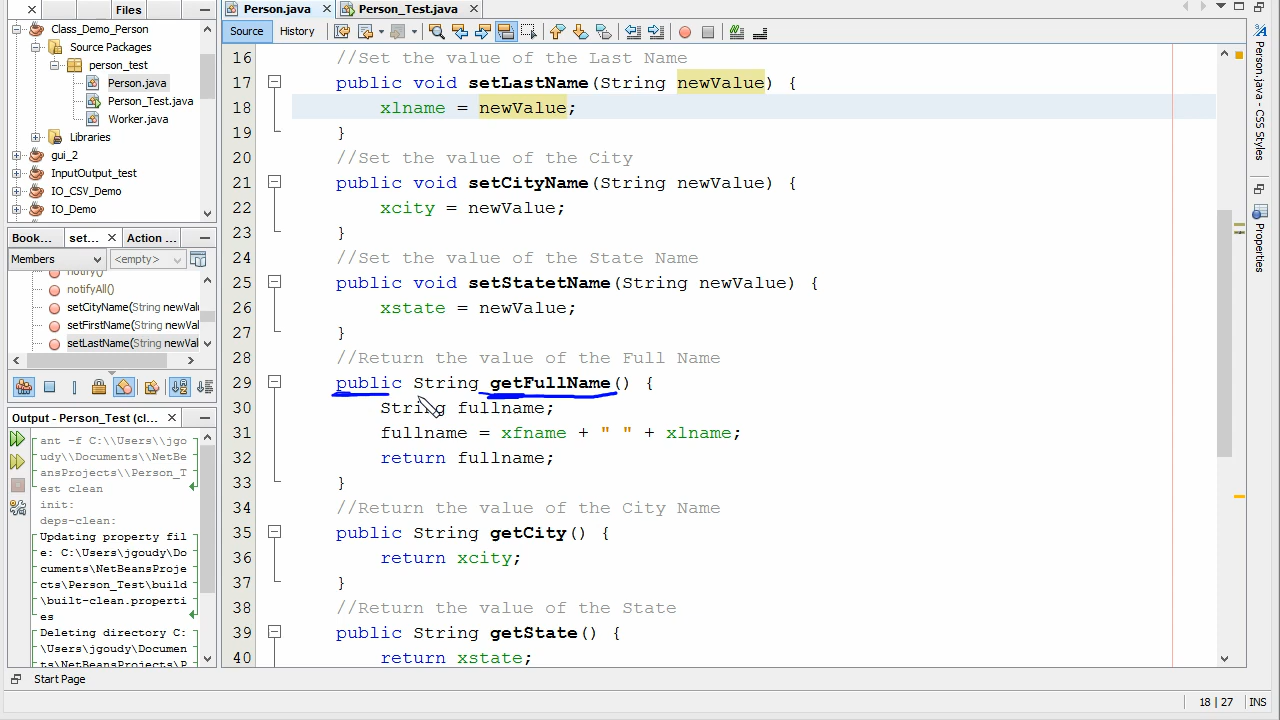 Files
Class_Demo_Person
Source Packages
person_test
Person.java
Person_Test.java
Worker.java
Libraries
gui_2
InputOutput_test
IO_CSV_Demo
IO_Demo
Book...
set...
Action ...
Members
<empty>
notify()
notifyAll()
setCityName(String newVal
setFirstName(String newVal
setLastName(String newVal
Output - Person_Test (cl...
ant -f C:\\Users\\jgo
udy\\Documents\\NetBe
ansProjects\\Person_T
est clean
init:
deps-clean:
Updating property fil
e: C:\Users\jgoudy\Do
cuments\NetBeansProje
cts\Person_Test\build
\built-clean.properti
es
Deleting directory C:
\Users\jgoudy\Documen
ts\NetBeansProjects\P
Start Page
Person.java
Person_Test.java
Source
History
16 //Set the value of the Last Name
17 public void setLastName(String newValue) {
18 xlname = newValue;
19 }
20 //Set the value of the City
21 public void setCityName(String newValue) {
22 xcity = newValue;
23 }
24 //Set the value of the State Name
25 public void setStatetName(String newValue) {
26 xstate = newValue;
27 }
28 //Return the value of the Full Name
29 public String getFullName() {
30 String fullname;
31 fullname = xfname + " " + xlname;
32 return fullname;
33 }
34 //Return the value of the City Name
35 public String getCity() {
36 return xcity;
37 }
38 //Return the value of the State
39 public String getState() {
40 return xstate;
Person.java - CSS Styles
Properties
18 | 27
INS